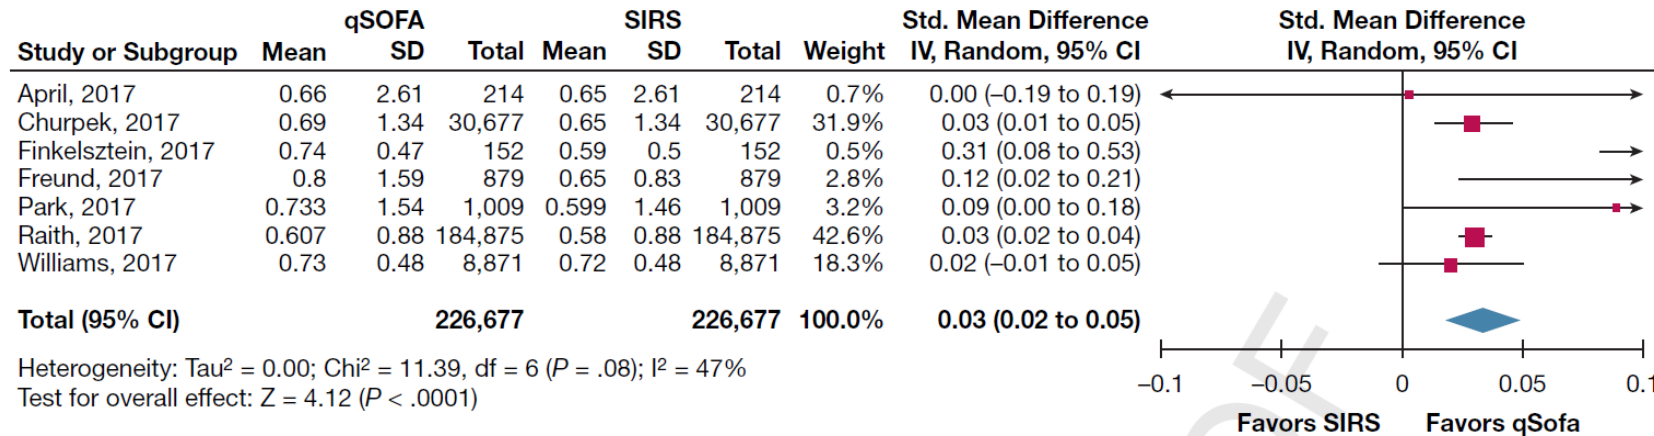 qSOFA SIRS Std. Mean Difference Std. Mean Difference
Study or Subgroup Mean SD Total Mean SD Total Weight IV, Random, 95% CI IV, Random, 95% CI
April, 2017 0.66 2.61 214 0.65 2.61 214 0.7% 0.00 (–0.19 to 0.19)
Churpek, 2017 0.69 1.34 30,677 0.65 1.34 30,677 31.9% 0.03 (0.01 to 0.05)
Finkelsztein, 2017 0.74 0.47 152 0.59 0.5 152 0.5% 0.31 (0.08 to 0.53)
Freund, 2017 0.8 1.59 879 0.65 0.83 879 2.8% 0.12 (0.02 to 0.21)
Park, 2017 0.733 1.54 1,009 0.599 1.46 1,009 3.2% 0.09 (0.00 to 0.18)
Raith, 2017 0.607 0.88 184,875 0.58 0.88 184,875 42.6% 0.03 (0.02 to 0.04)
Williams, 2017 0.73 0.48 8,871 0.72 0.48 8,871 18.3% 0.02 (–0.01 to 0.05)
Total (95% CI) 226,677 226,677 100.0% 0.03 (0.02 to 0.05)
Heterogeneity: Tau² = 0.00; Chi² = 11.39, df = 6 (P = .08); I² = 47%
Test for overall effect: Z = 4.12 (P < .0001)
–0.1 –0.05 0 0.05 0.1
Favors SIRS Favors qSofa